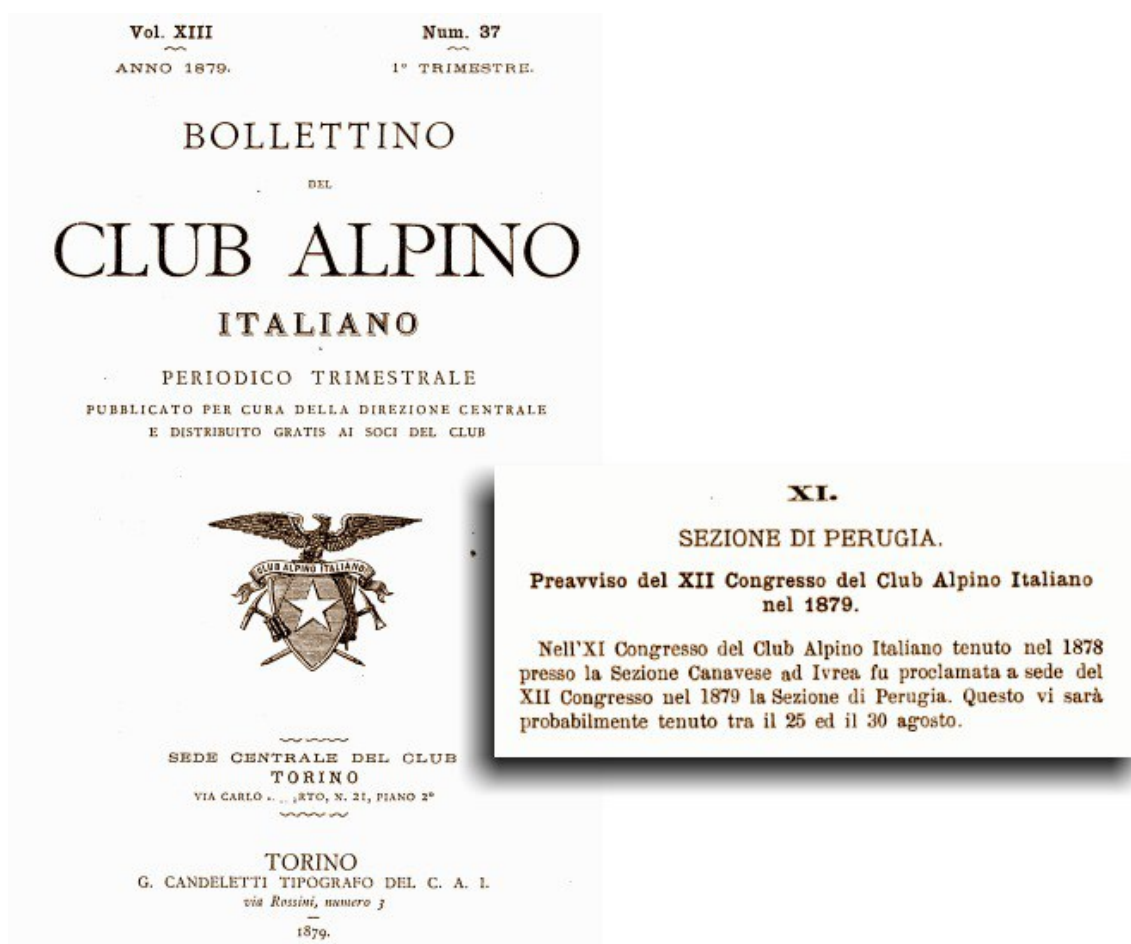 Vol. XIII
Num. 37
ANNO 1879.
1º TRIMESTRE.
BOLLETTINO
DEL
CLUB ALPINO
ITALIANO
PERIODICO TRIMESTRALE
PUBBLICATO PER CURA DELLA DIREZIONE CENTRALE
E DISTRIBUITO GRATIS AI SOCI DEL CLUB
CLUB ALPINO ITALIANO
SEDE CENTRALE DEL CLUB
TORINO
VIA CARLO N. 21, PIANO 2º
TORINO
G. CANDELETTI TIPOGRAFO DEL C. A. I.
via Rossini, numero 3
1879.
XI.
SEZIONE DI PERUGIA.
Preavviso del XII Congresso del Club Alpino Italiano
nel 1879.
Nell'XI Congresso del Club Alpino Italiano tenuto nel 1878
presso la Sezione Canavese ad Ivrea fu proclamata a sede del
XII Congresso nel 1879 la Sezione di Perugia. Questo vi sarà
probabilmente tenuto tra il 25 ed il 30 agosto.